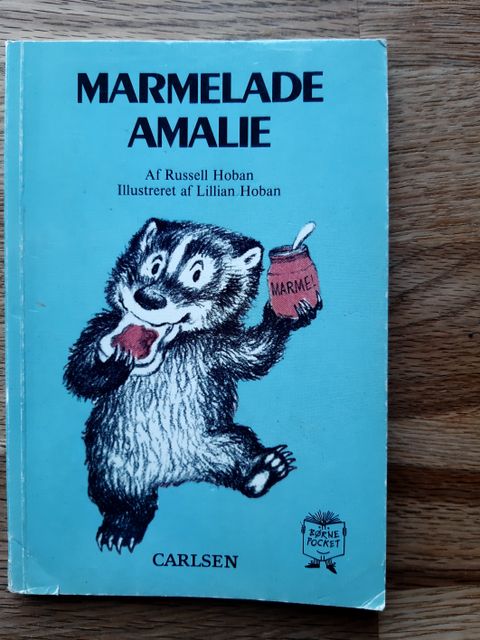 MARMELADE
AMALIE
Af Russell Hoban
Illustreret af Lillian Hoban
MARME!
BØRNE
POCKET
CARLSEN